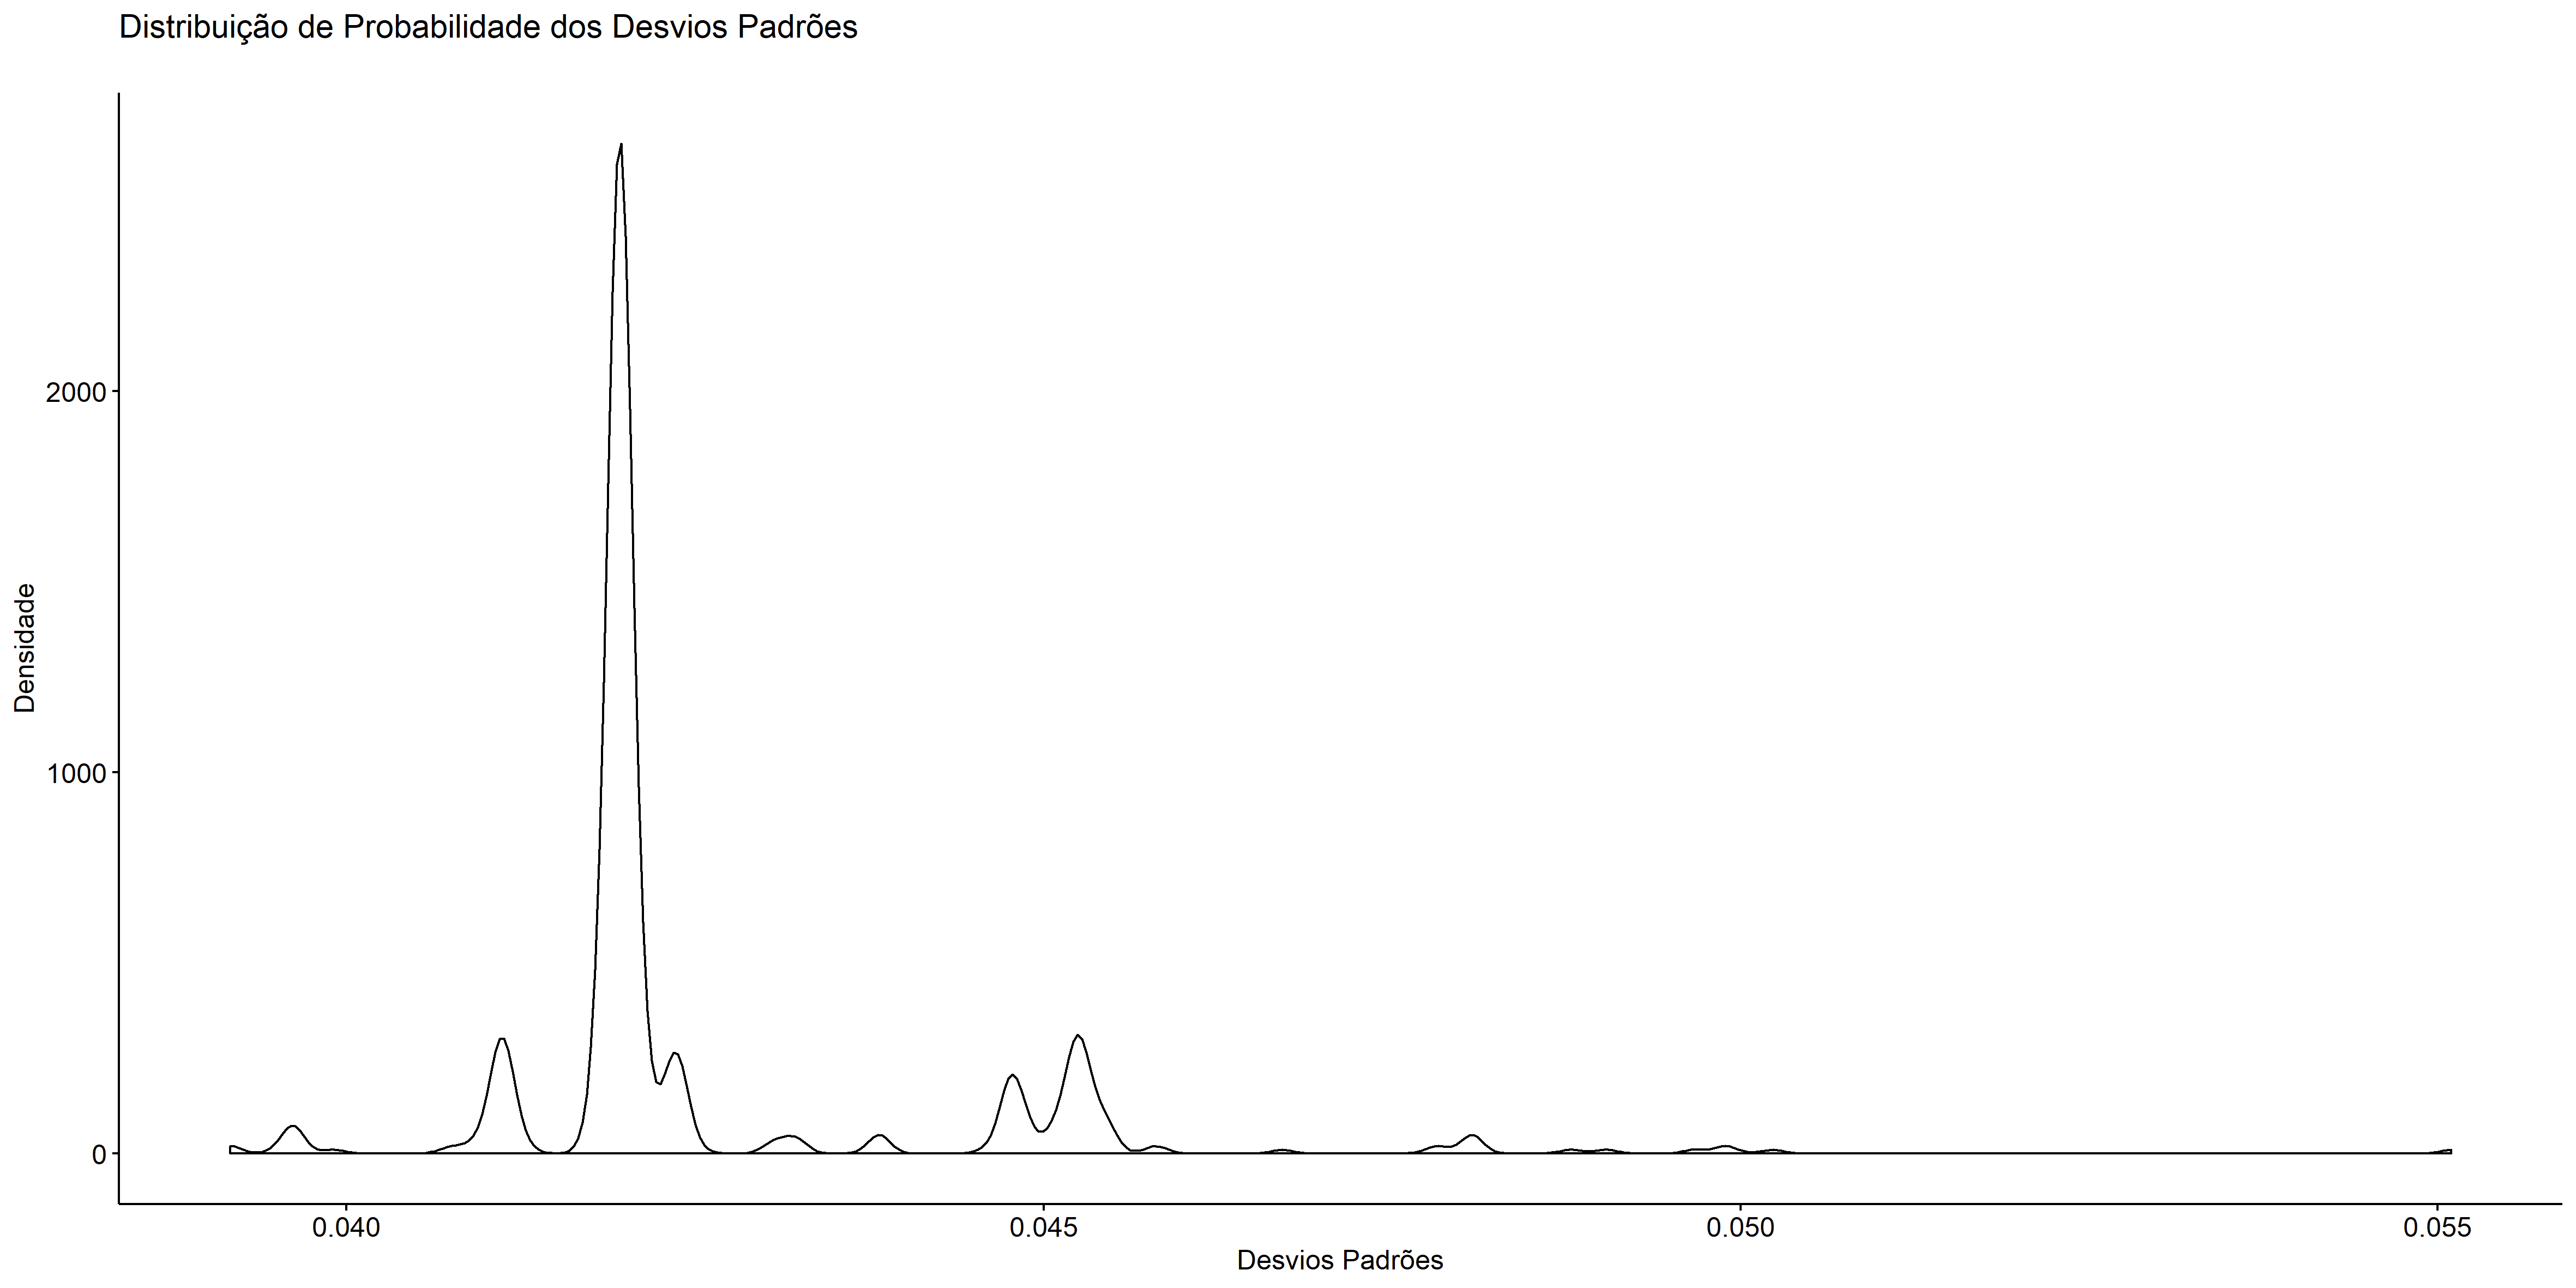 Distribuição de Probabilidade dos Desvios Padrões
2000
1000
0
Densidade
0.040
0.045
0.050
0.055
Desvios Padrões